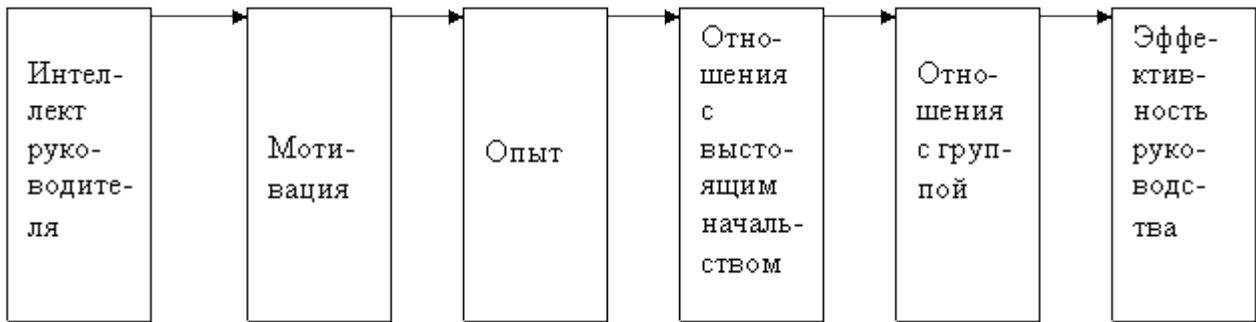 Интел-
лект
руко-
водите-
ля
Моти-
вация
Опыт
Отно-
шения
с
высто-
ящим
началь-
ством
Отно-
шения
с груп-
пой
Эффе-
ктив-
ность
руко-
водс-
тва